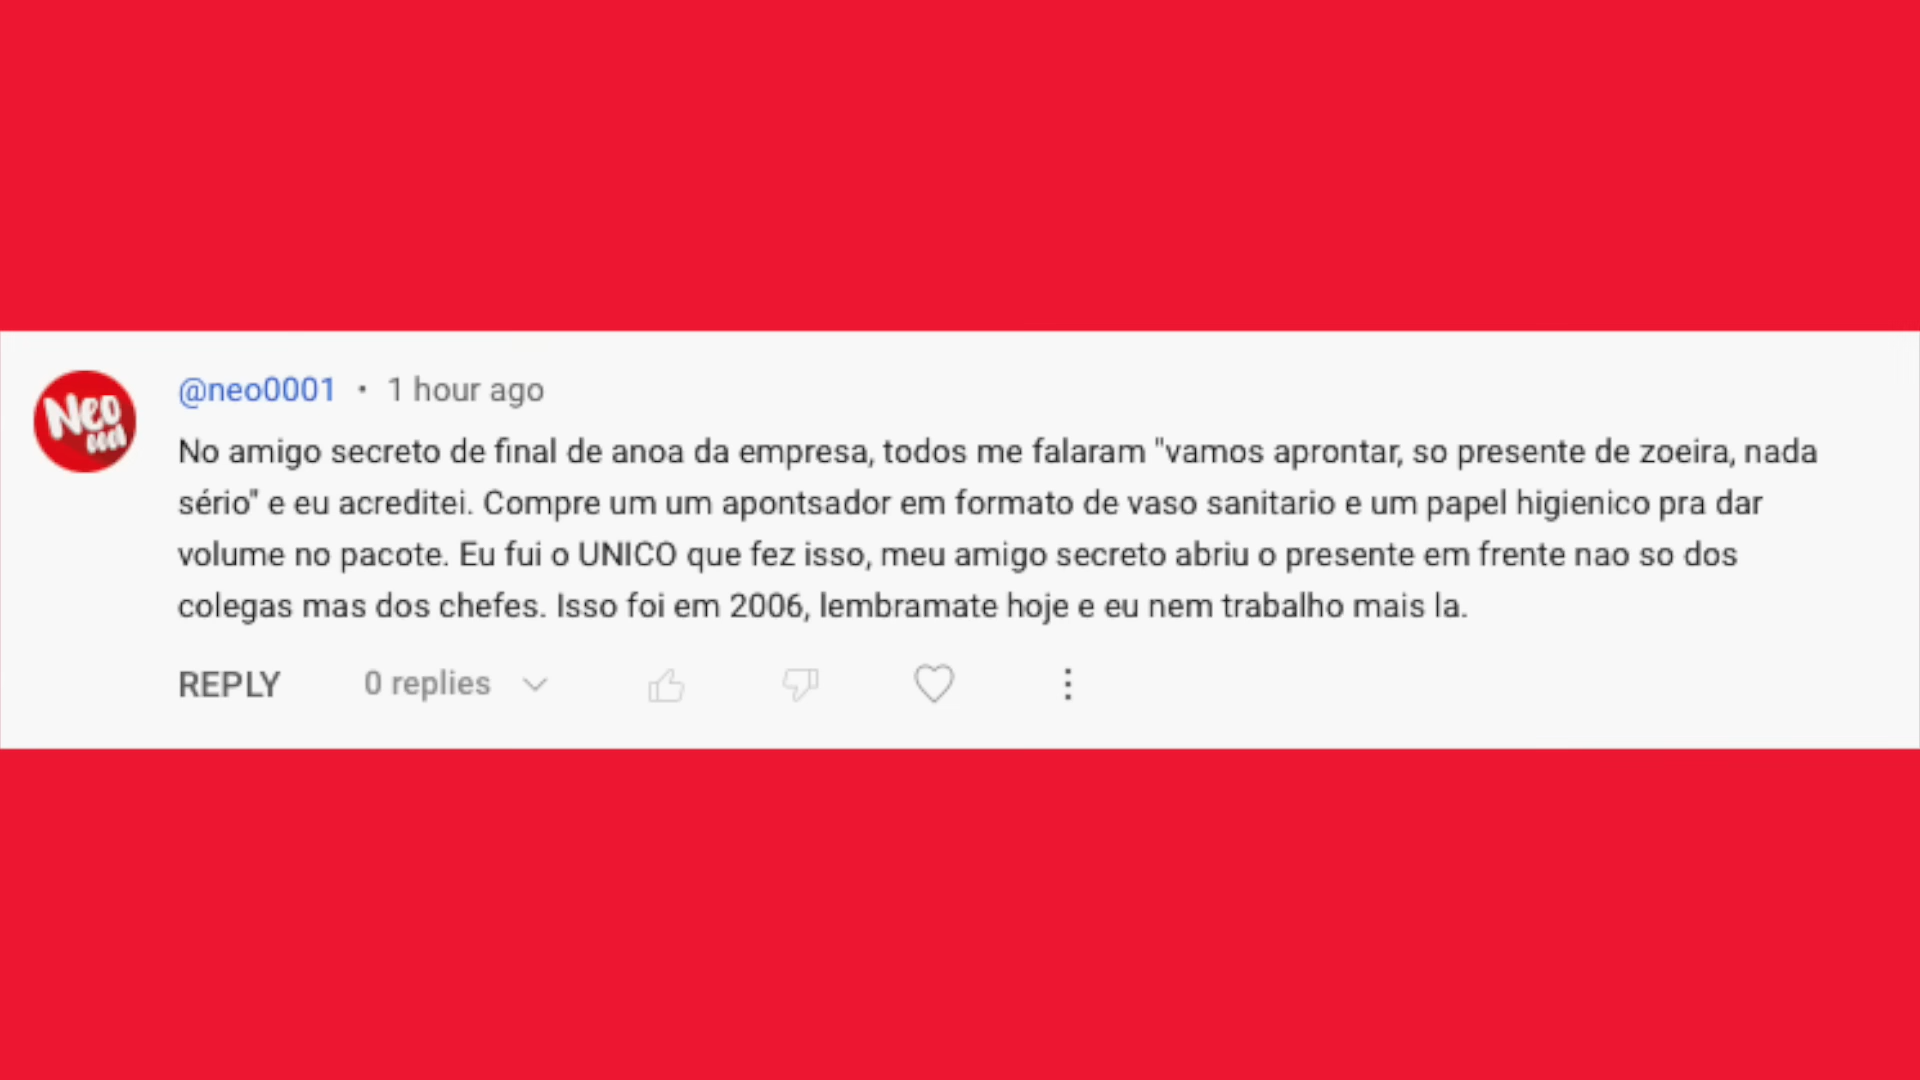 Neo
0001
@neo0001 • 1 hour ago
No amigo secreto de final de anoa da empresa, todos me falaram "vamos aprontar, so presente de zoeira, nada
sério" e eu acreditei. Compre um um apontsador em formato de vaso sanitario e um papel higienico pra dar
volume no pacote. Eu fui o UNICO que fez isso, meu amigo secreto abriu o presente em frente nao so dos
colegas mas dos chefes. Isso foi em 2006, lembramate hoje e eu nem trabalho mais la.
REPLY 0 replies